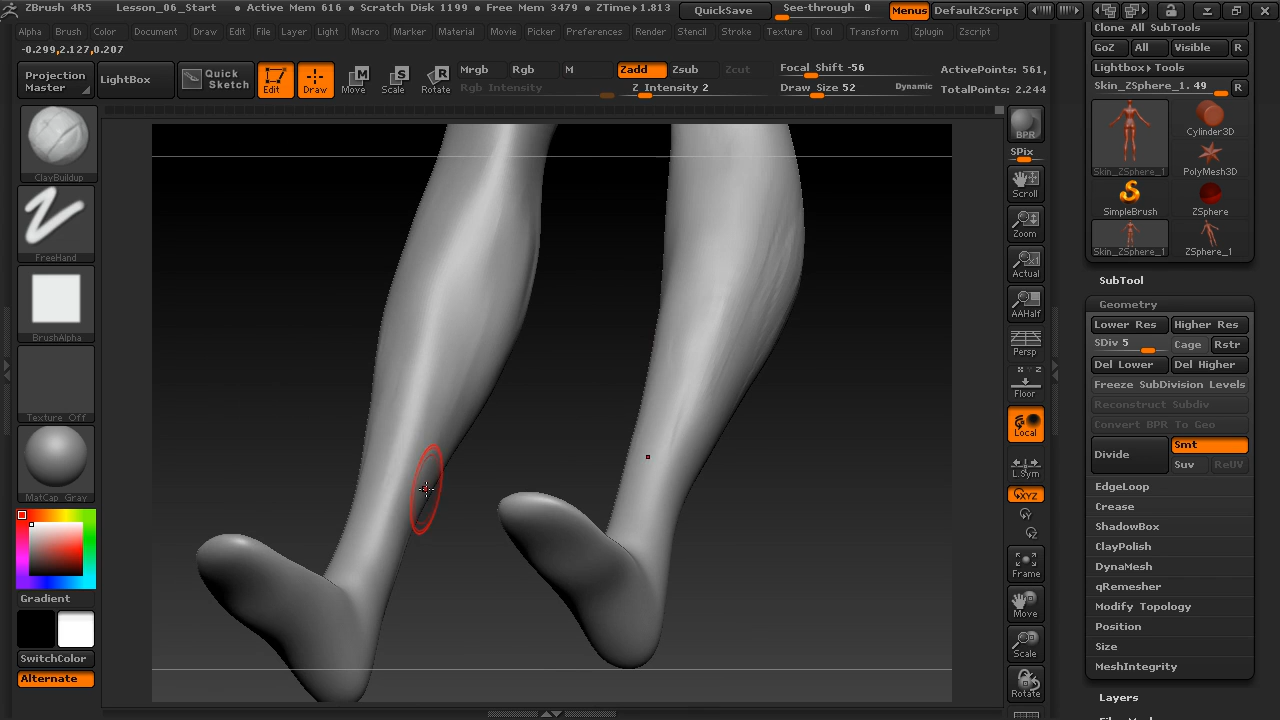 ZBrush 4R5 Lesson_06_Start • Active Mem 616 • Scratch Disk 1199 • Free Mem 3479 • ZTime▸1.813 QuickSave See-through 0 Menus DefaultZScript
Alpha Brush Color Document Draw Edit File Layer Light Macro Marker Material Movie Picker Preferences Render Stencil Stroke Texture Tool Transform Zplugin Zscript
-0.299,2.127,0.207
Projection Master
LightBox
Quick Sketch
Edit
Draw
Move
Scale
Rotate
Mrgb Rgb M Zadd Zsub Zcut
Rgb Intensity Z Intensity 2
Focal Shift -56
Draw Size 52 Dynamic
ActivePoints: 561,
TotalPoints: 2.244
ClayBuildup
FreeHand
BrushAlpha
Texture Off
MatCap Gray
Gradient
SwitchColor
Alternate
BPR
SPix
Scroll
Zoom
Actual
AAHalf
Persp
X Z
Floor
Local
L.Sym
XYZ
Y
Z
Frame
Move
Scale
Rotate
Clone All SubTools
GoZ All Visible R
Lightbox▸Tools
Skin_ZSphere_1. 49 R
Skin_ZSphere_1
Cylinder3D
PolyMesh3D
SimpleBrush ZSphere
Skin_ZSphere_1 ZSphere_1
SubTool
Geometry
Lower Res Higher Res
SDiv 5 Cage Rstr
Del Lower Del Higher
Freeze SubDivision Levels
Reconstruct Subdiv
Convert BPR To Geo
Divide Smt
Suv ReUV
EdgeLoop
Crease
ShadowBox
ClayPolish
DynaMesh
qRemesher
Modify Topology
Position
Size
MeshIntegrity
Layers